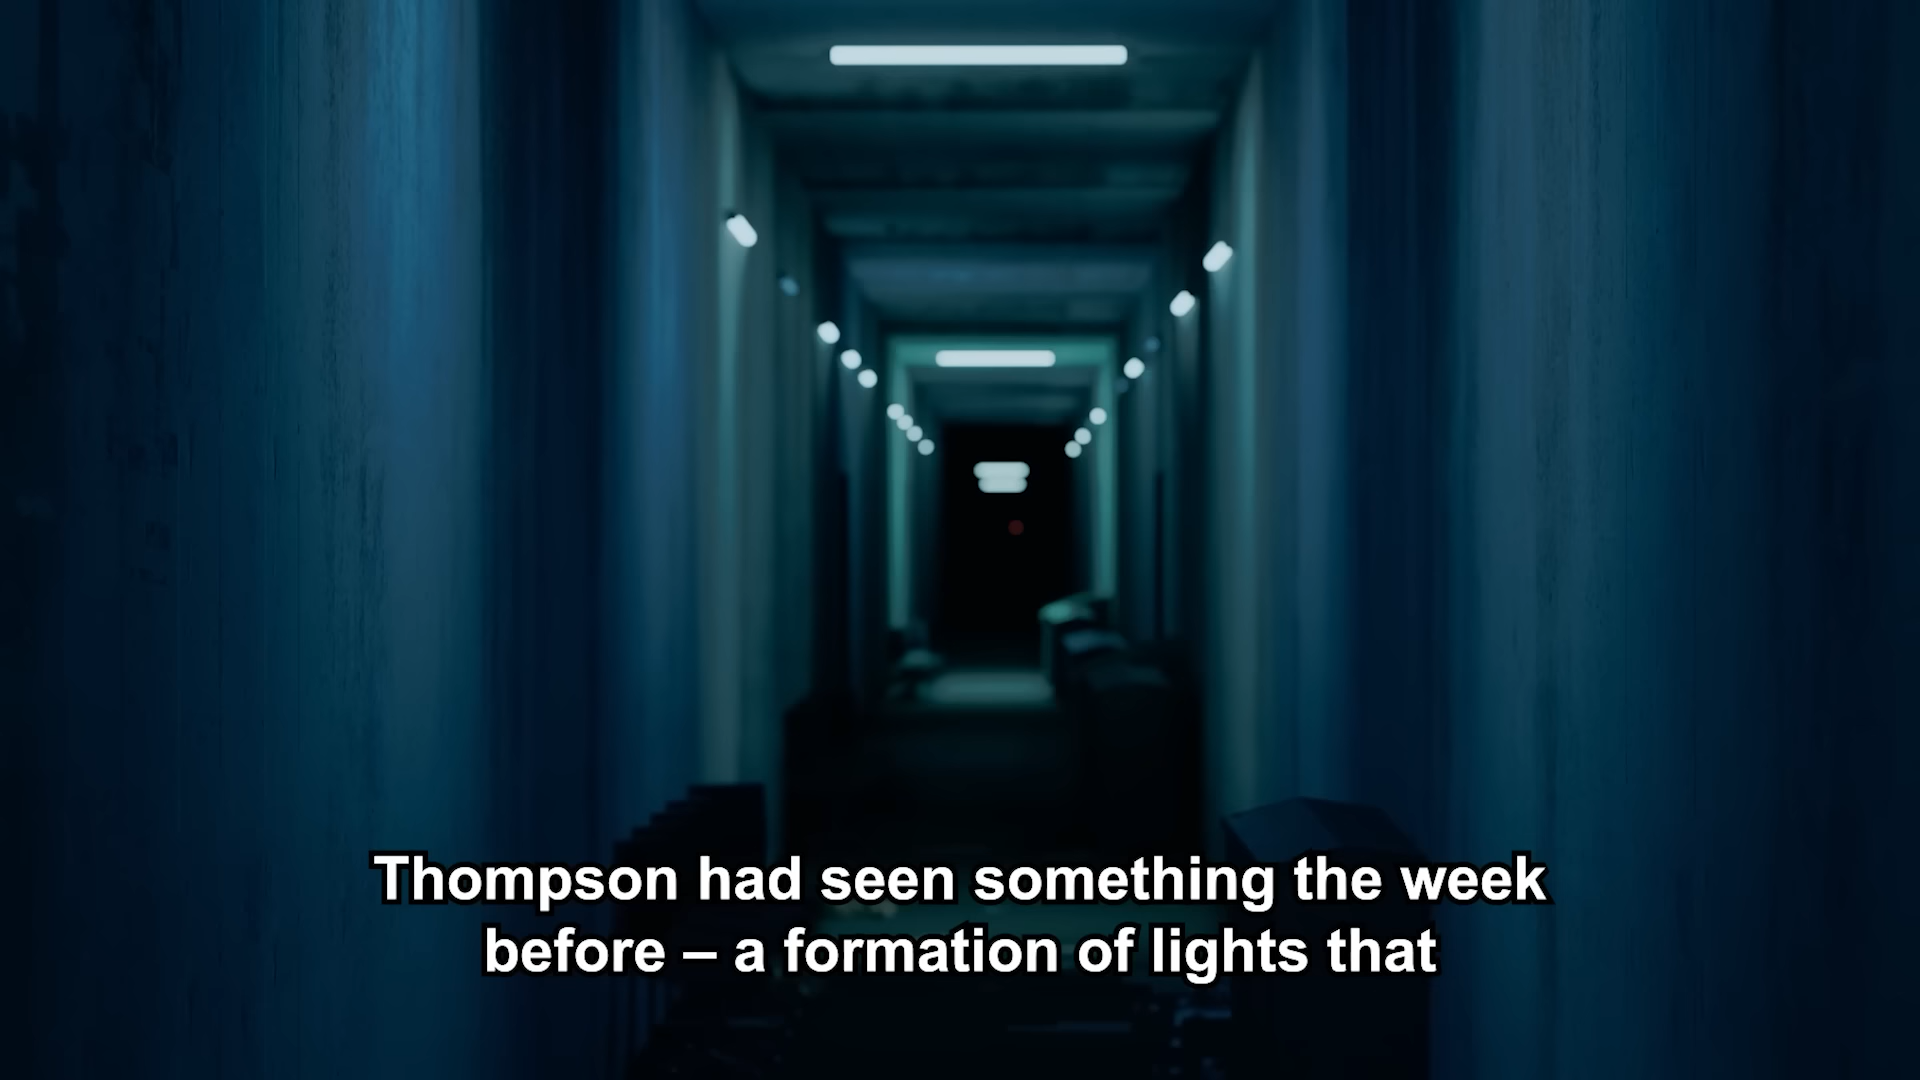 Thompson had seen something the week
before – a formation of lights that